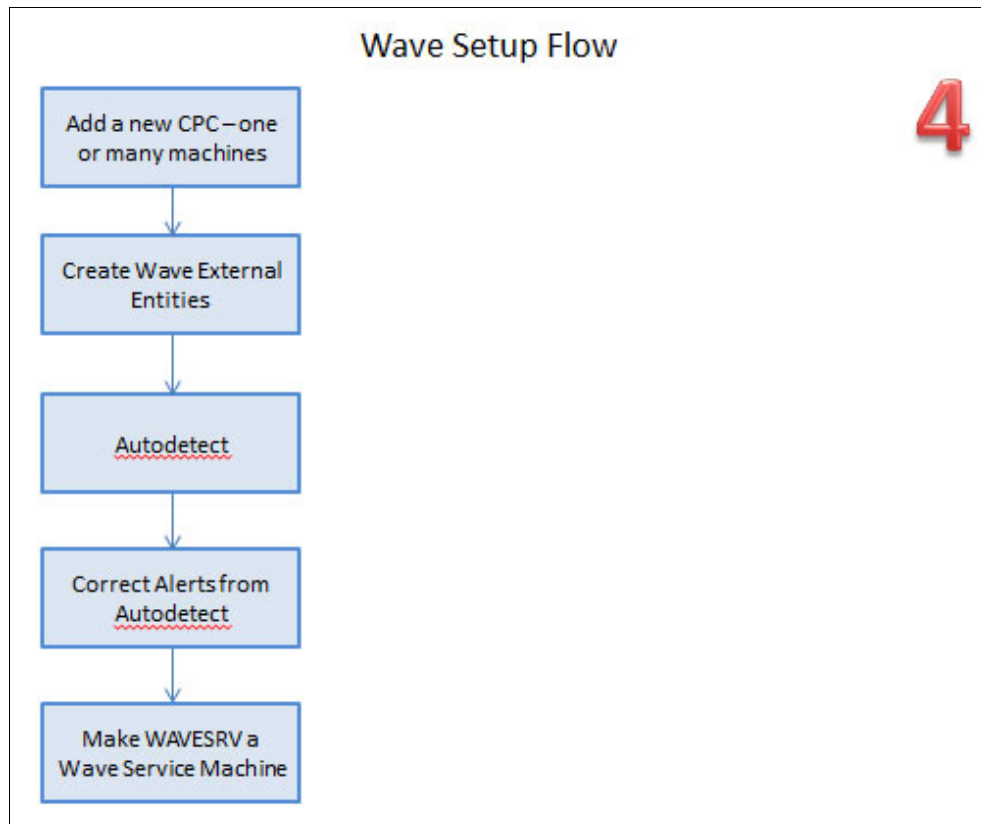 Wave Setup Flow
4
Add a new CPC – one
or many machines
Create Wave External
Entities
Autodetect
Correct Alerts from
Autodetect
Make WAVESRV a
Wave Service Machine